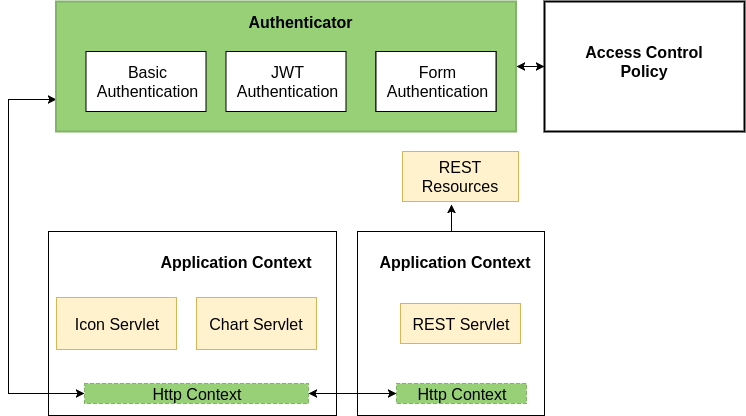 Authenticator
Basic
Authentication
JWT
Authentication
Form
Authentication
Access Control
Policy
REST
Resources
Application Context
Icon Servlet
Chart Servlet
Http Context
Application Context
REST Servlet
Http Context